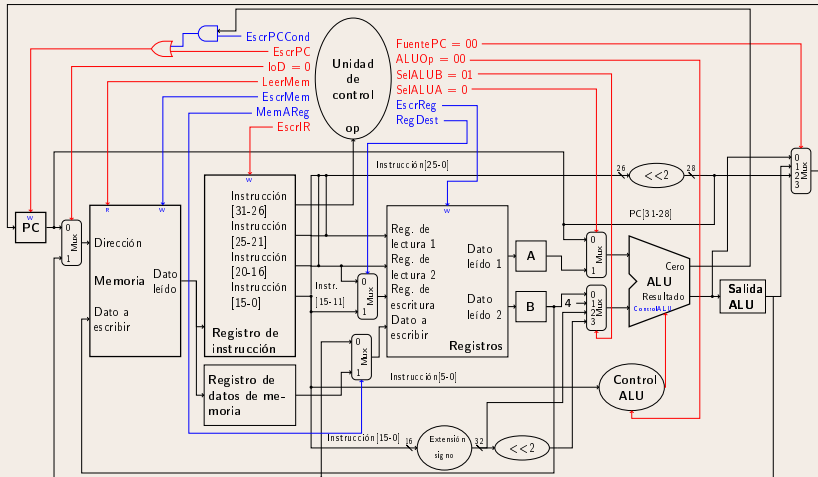 EscrPCCond
EscrPC
IoD = 0
LeerMem
EscrMem
MemAReg
EscrIR
Unidad
de
control
op
FuentePC = 00
ALUOp = 00
SelALUB = 01
SelALUA = 0
EscrReg
RegDest
Instrucción[25-0]
26
<<2
28
0
1
2
3
Mux
PC[31-28]
W
PC
0
1
Mux
R
W
Dirección
Memoria
Dato
leído
Dato a
escribir
W
Instrucción
[31-26]
Instrucción
[25-21]
Instrucción
[20-16]
Instrucción
[15-0]
Registro de
instrucción
Registro de
datos de me-
moria
Instr.
[15-11]
0
1
Mux
0
1
Mux
W
Reg. de
lectura 1
Reg. de
lectura 2
Reg. de
escritura
Dato a
escribir
Dato
leído 1
Dato
leído 2
Registros
A
B
4
0
1
Mux
0
1
2
3
Mux
Cero
ALU
Resultado
ControlALU
Salida
ALU
Instrucción[5-0]
Control
ALU
Instrucción[15-0]
16
Extensión
signo
32
<<2